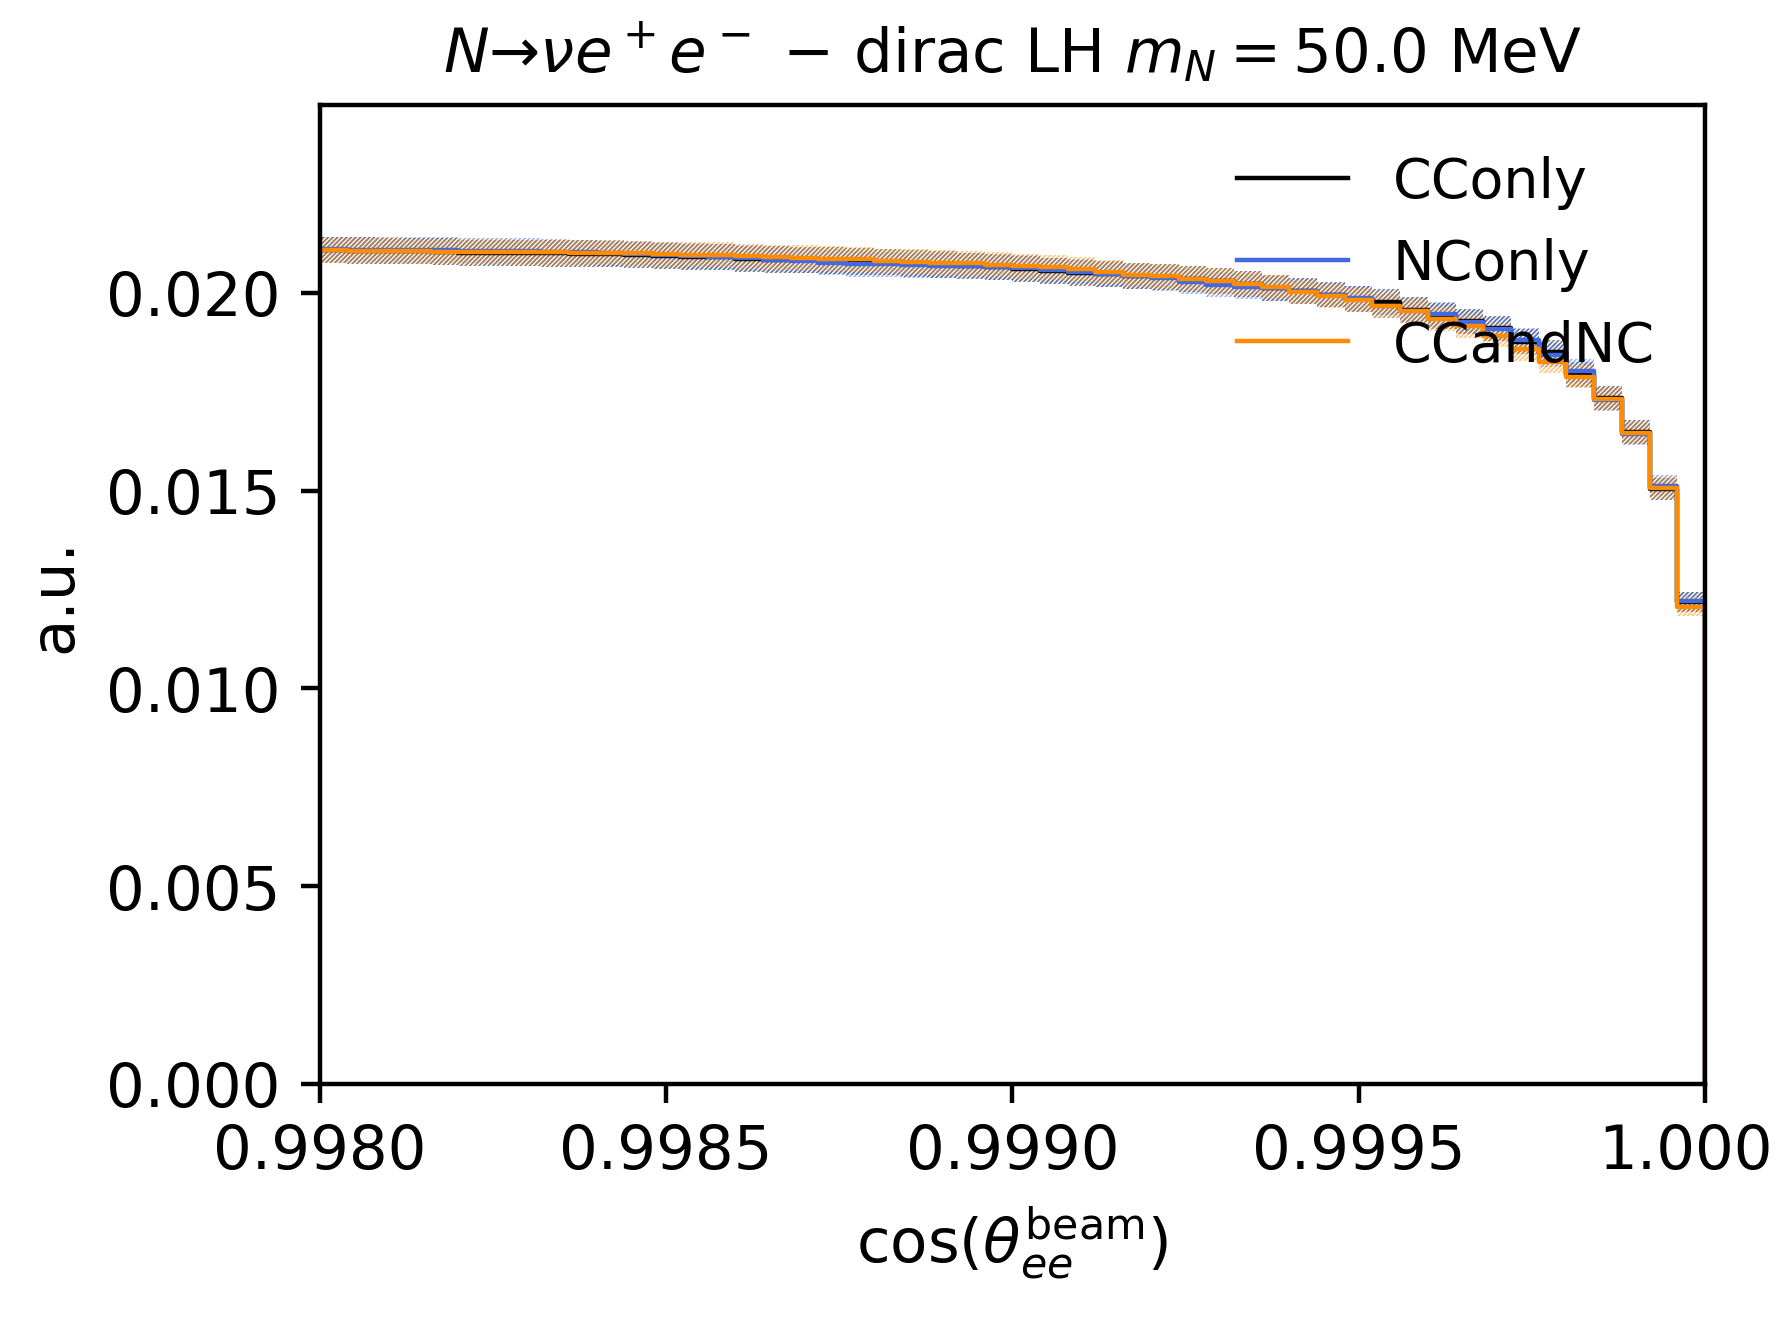 N→νe⁺e⁻ − dirac LH m_N = 50.0 MeV
CConly
NConly
CCandNC
a.u.
0.020
0.015
0.010
0.005
0.000
0.9980 0.9985 0.9990 0.9995 1.000
cos(θ_ee^beam)